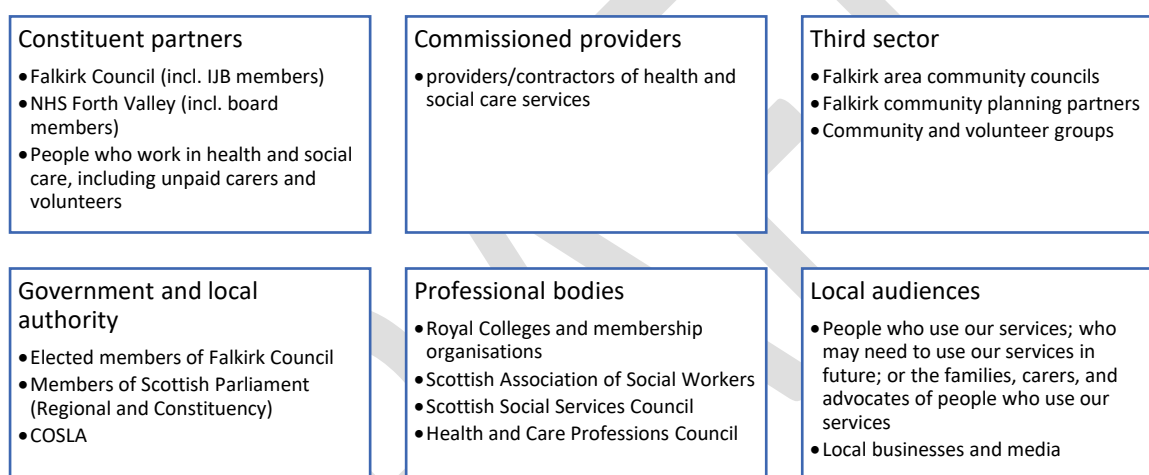 Constituent partners
•Falkirk Council (incl. IJB members)
•NHS Forth Valley (incl. board
members)
•People who work in health and social
care, including unpaid carers and
volunteers
Commissioned providers
•providers/contractors of health and
social care services
Third sector
•Falkirk area community councils
•Falkirk community planning partners
•Community and volunteer groups
Government and local
authority
•Elected members of Falkirk Council
•Members of Scottish Parliament
(Regional and Constituency)
•COSLA
Professional bodies
•Royal Colleges and membership
organisations
•Scottish Association of Social Workers
•Scottish Social Services Council
•Health and Care Professions Council
Local audiences
•People who use our services; who
may need to use our services in
future; or the families, carers, and
advocates of people who use our
services
•Local businesses and media